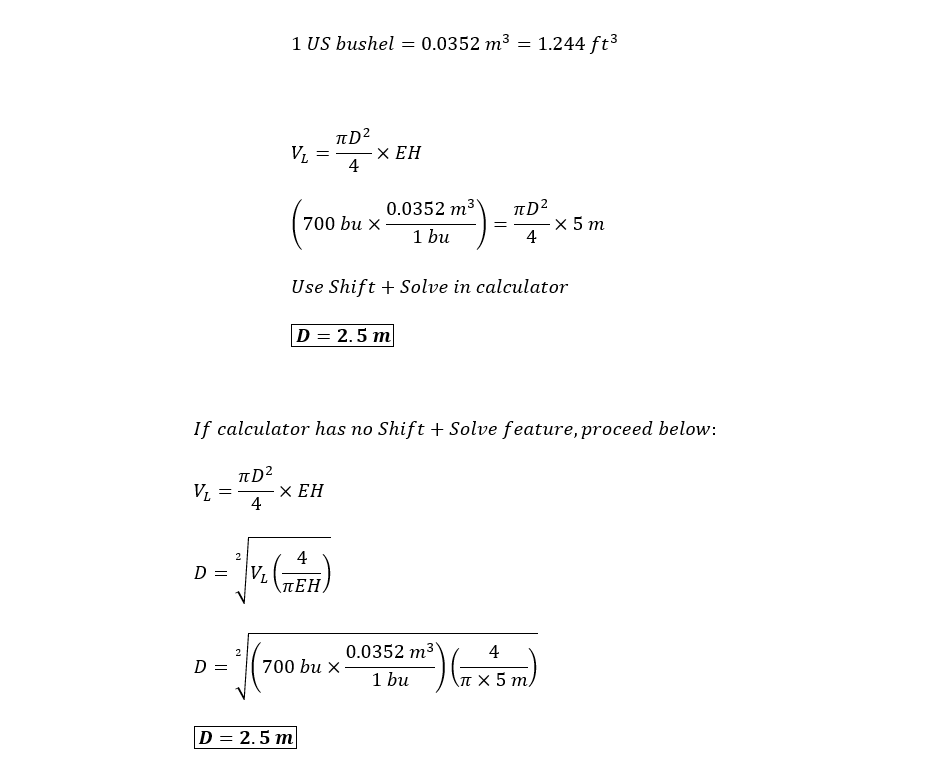 1 US bushel = 0.0352 m³ = 1.244 ft³
V_L = πD²/4 × EH
(700 bu × 0.0352 m³/1 bu) = πD²/4 × 5 m
Use Shift + Solve in calculator
D = 2.5 m
If calculator has no Shift + Solve feature, proceed below:
V_L = πD²/4 × EH
D = ²√(V_L (4/πEH))
D = ²√((700 bu × 0.0352 m³/1 bu) (4/π × 5 m))
D = 2.5 m